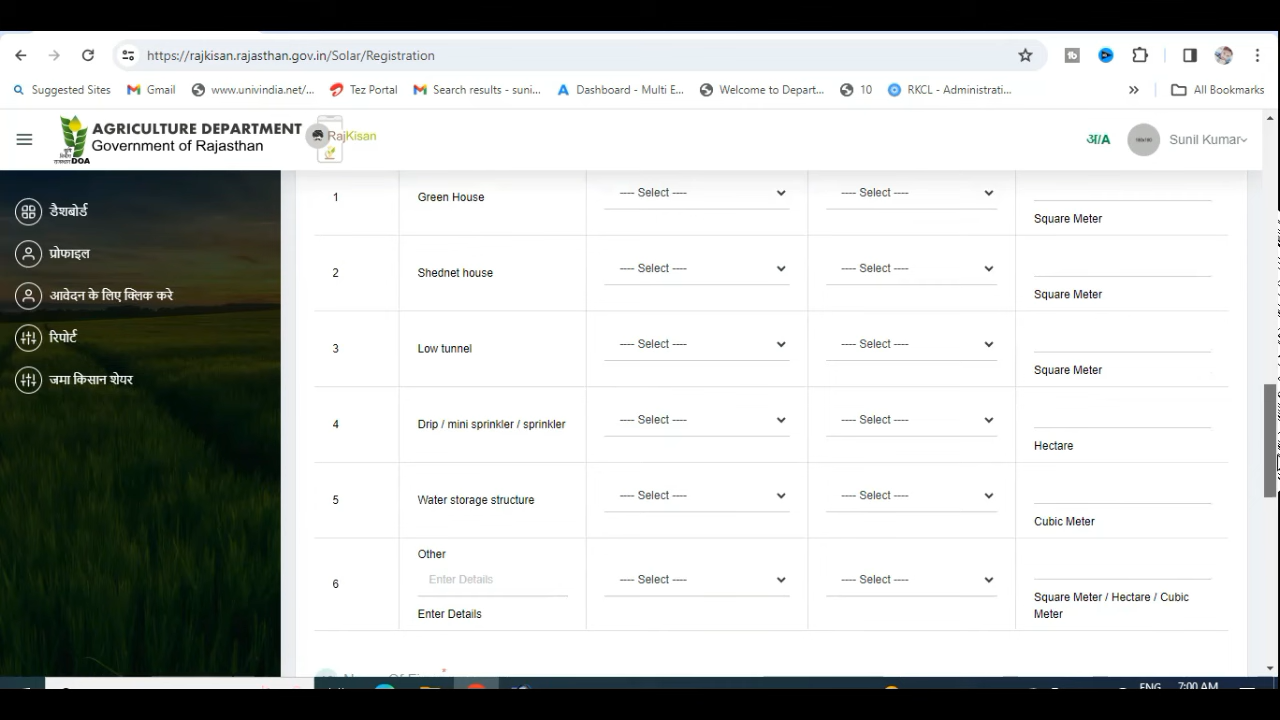 https://rajkisan.rajasthan.gov.in/Solar/Registration
Suggested Sites
Gmail
www.univindia.net/...
Tez Portal
Search results - suni...
Dashboard - Multi E...
Welcome to Depart...
10
RKCL - Administrati...
»
All Bookmarks
AGRICULTURE DEPARTMENT
Government of Rajasthan
DOA
RajKisan
अ/A
Sunil Kumar
डैशबोर्ड
प्रोफाइल
आवेदन के लिए क्लिक करे
रिपोर्ट
जमा किसान शेयर
1 Green House ---- Select ---- ---- Select ----
Square Meter
2 Shednet house ---- Select ---- ---- Select ----
Square Meter
3 Low tunnel ---- Select ---- ---- Select ----
Square Meter
4 Drip / mini sprinkler / sprinkler ---- Select ---- ---- Select ----
Hectare
5 Water storage structure ---- Select ---- ---- Select ----
Cubic Meter
Other
6 Enter Details ---- Select ---- ---- Select ----
Square Meter / Hectare / Cubic
Meter
Enter Details
ENG
7:00 AM